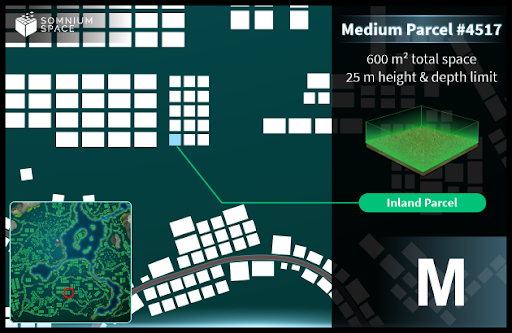 SOMNIUM
SPACE
Medium Parcel #4517
600 m² total space
25 m height & depth limit
Inland Parcel
M